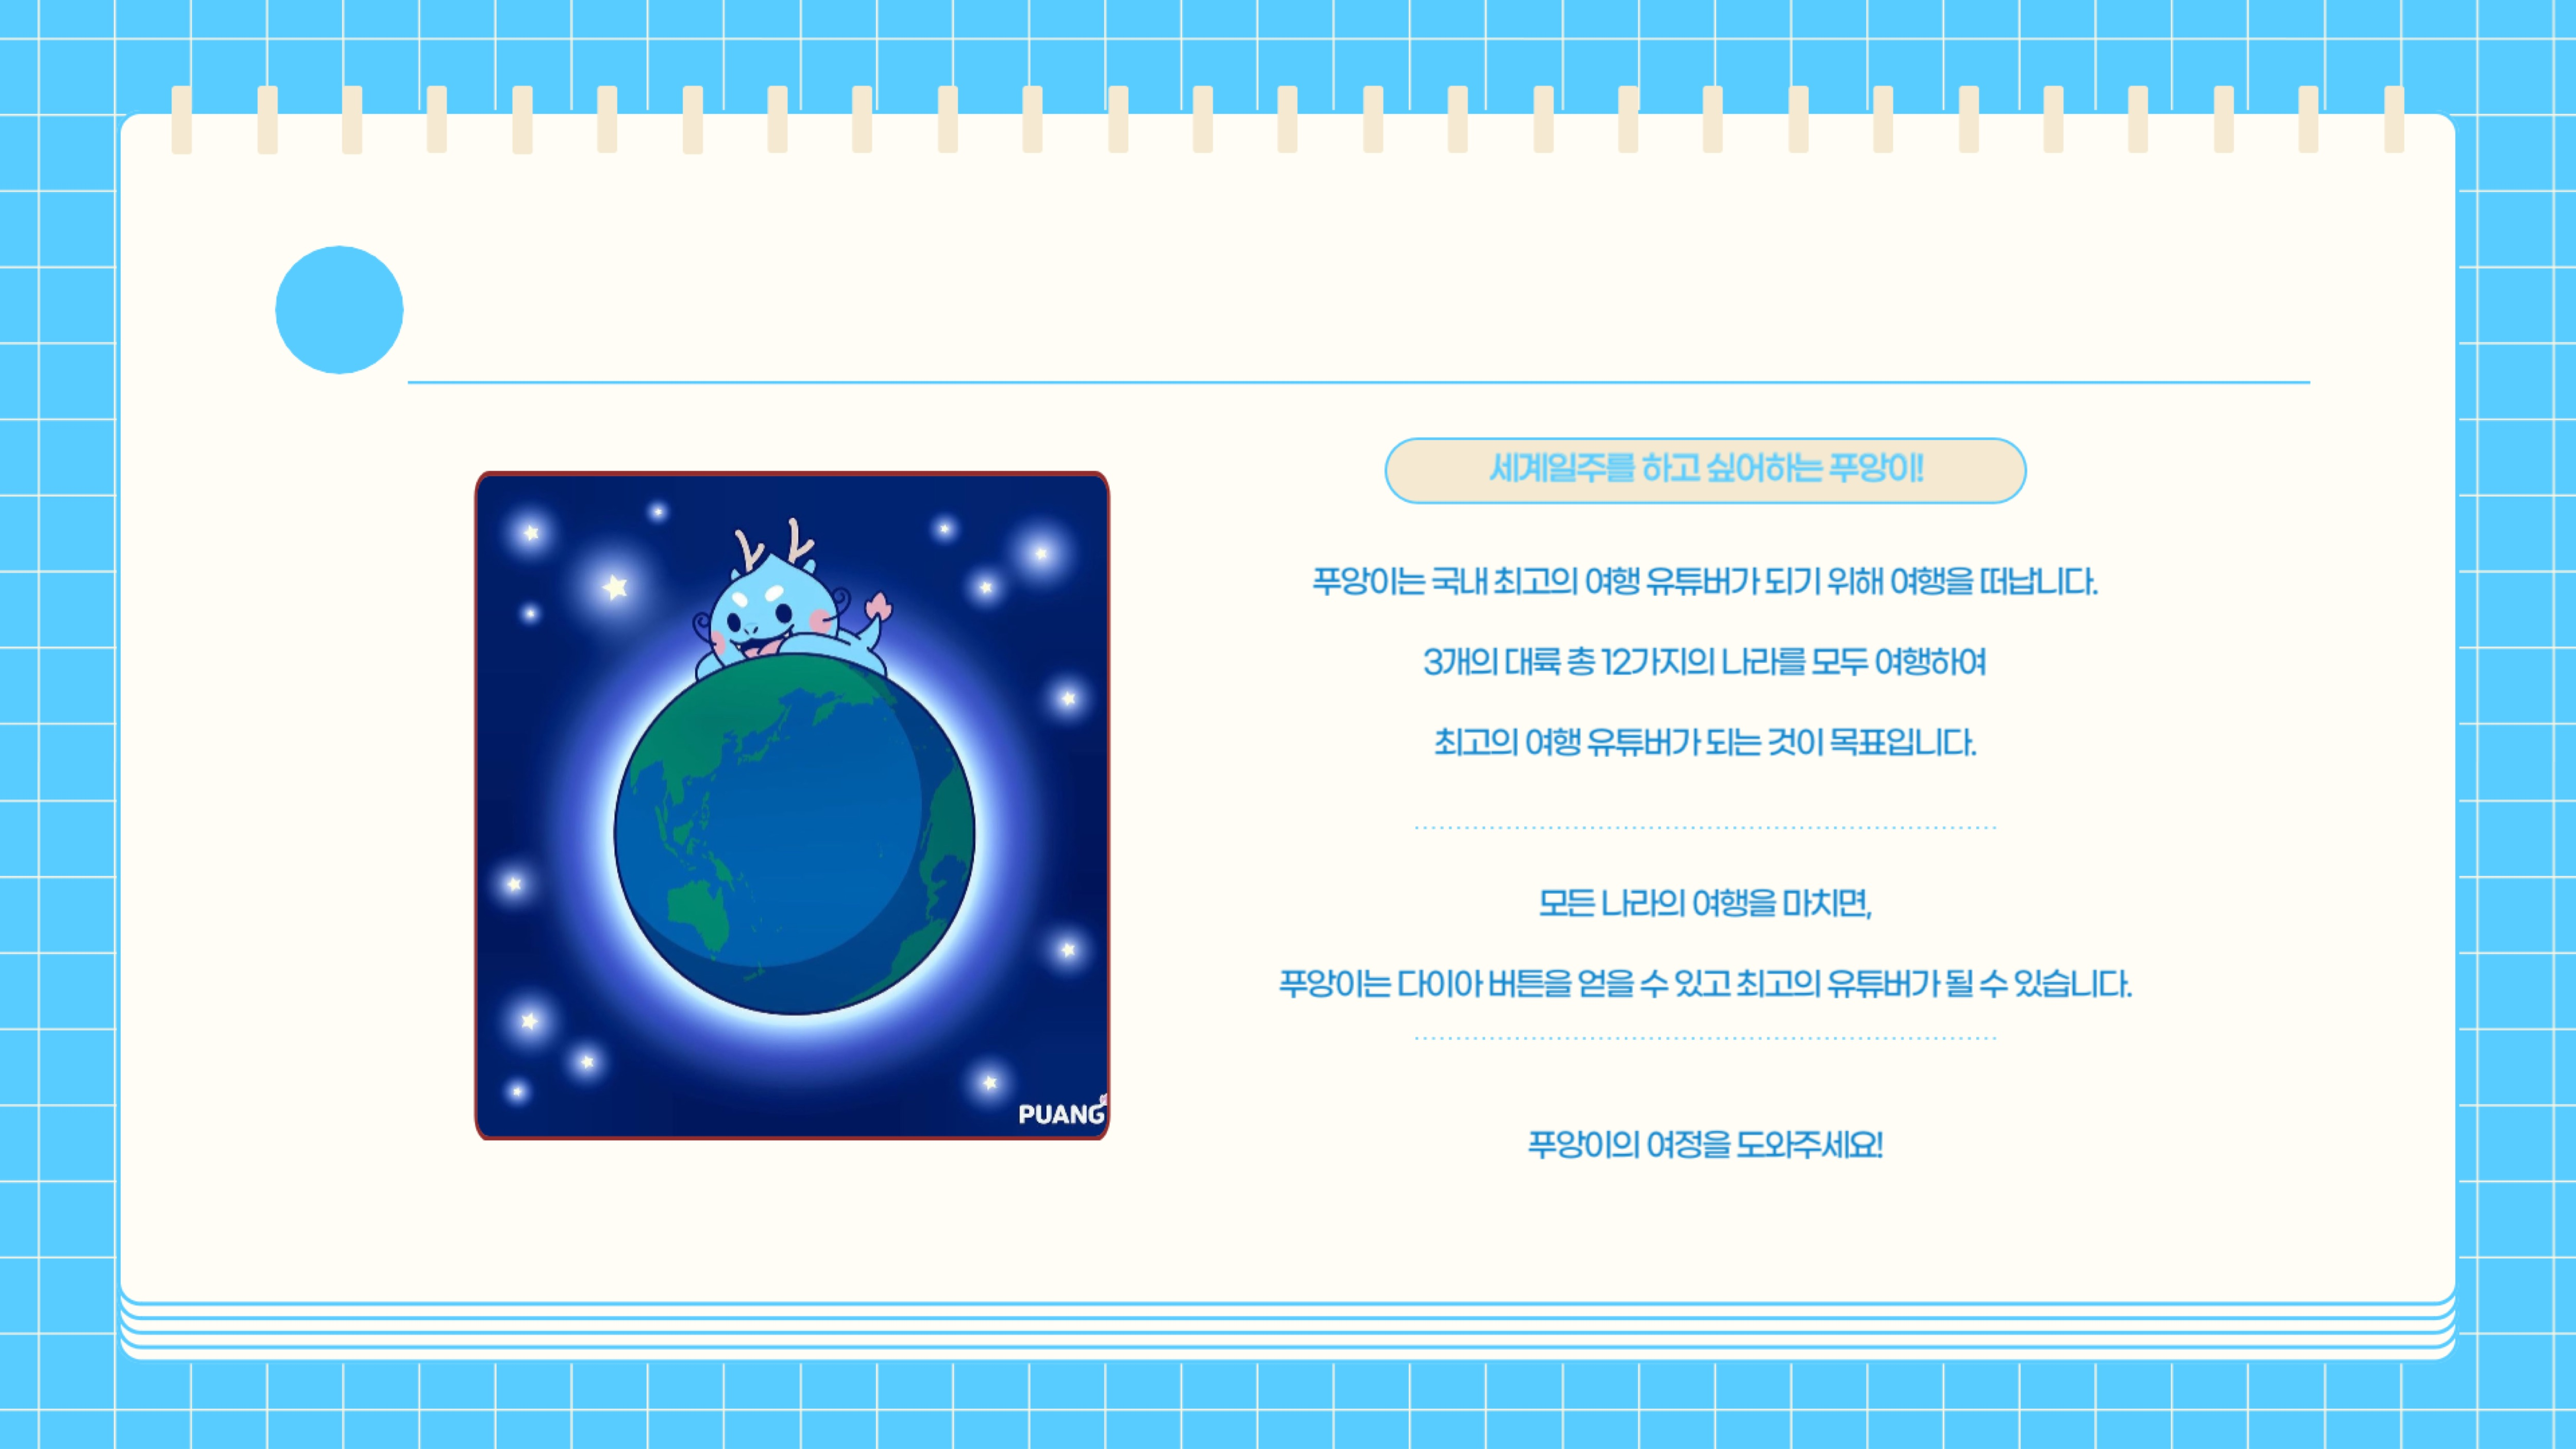 세계일주를 하고 싶어하는 푸앙이!
푸앙이는 국내 최고의 여행 유튜버가 되기 위해 여행을 떠납니다.
3개의 대륙 총 12가지의 나라를 모두 여행하여
최고의 여행 유튜버가 되는 것이 목표입니다.
모든 나라의 여행을 마치면,
푸앙이는 다이아 버튼을 얻을 수 있고 최고의 유튜버가 될 수 있습니다.
푸앙이의 여정을 도와주세요!
PUANG